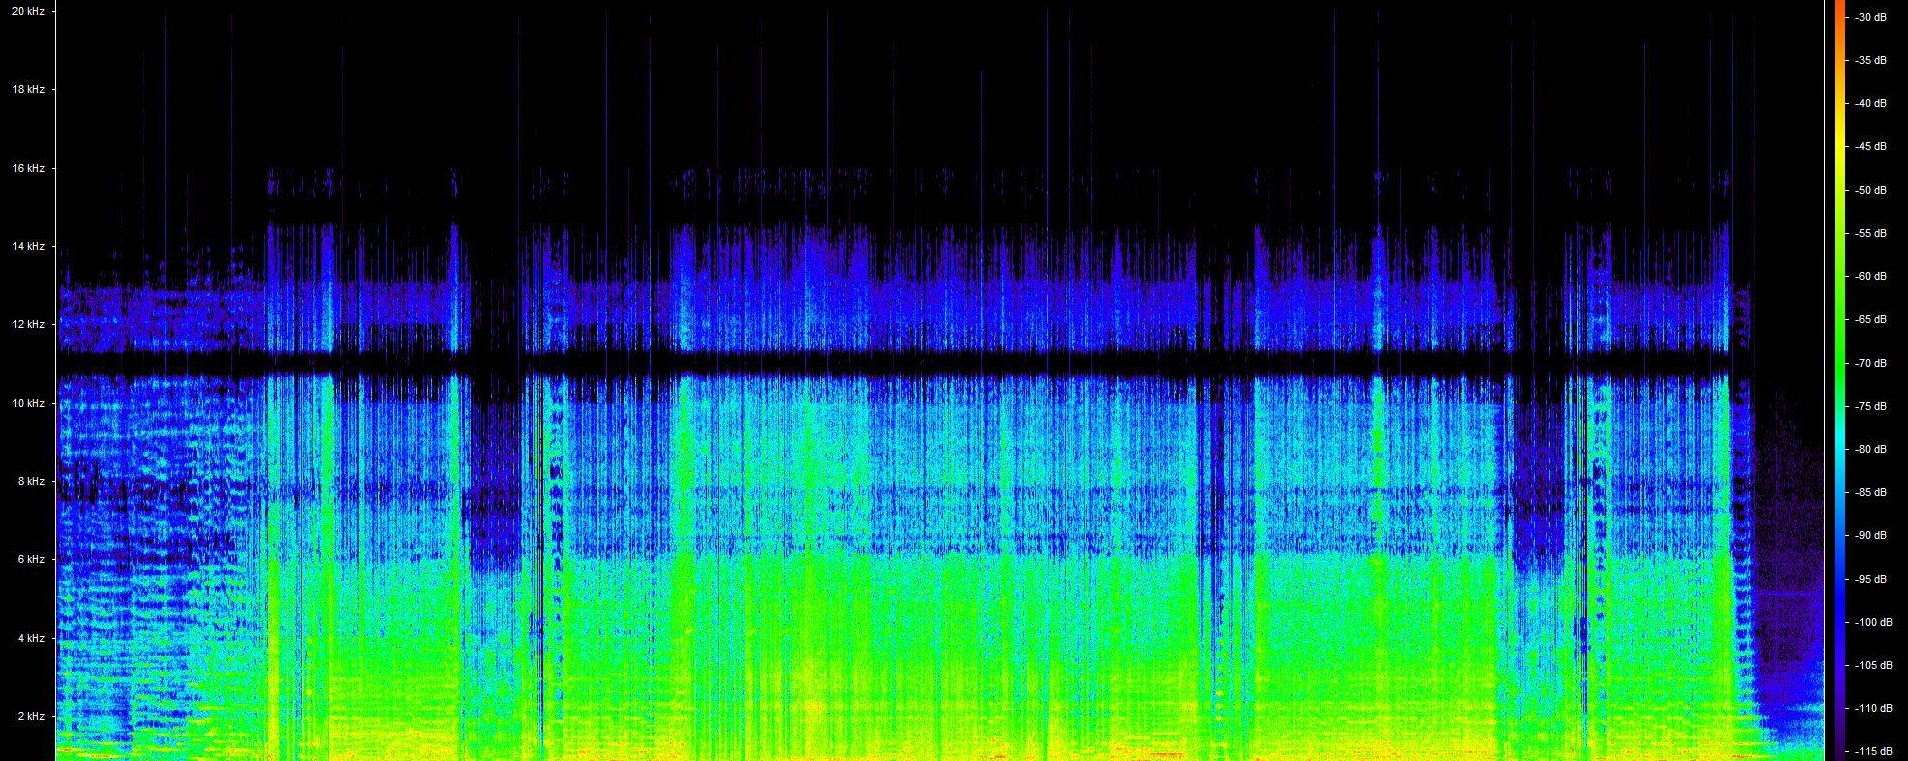 20 kHz
18 kHz
16 kHz
14 kHz
12 kHz
10 kHz
8 kHz
6 kHz
4 kHz
2 kHz
-30 dB
-35 dB
-40 dB
-45 dB
-50 dB
-55 dB
-60 dB
-65 dB
-70 dB
-75 dB
-80 dB
-85 dB
-90 dB
-95 dB
-100 dB
-105 dB
-110 dB
-115 dB